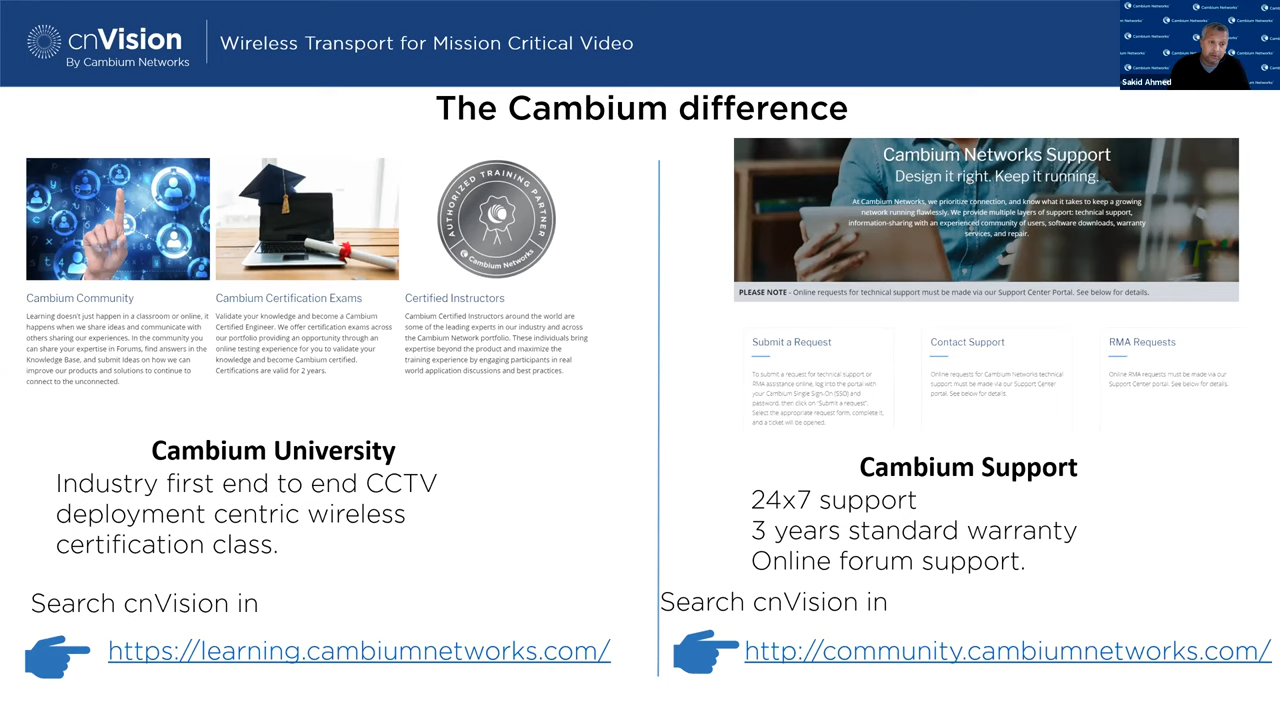 cnVision
By Cambium Networks
Wireless Transport for Mission Critical Video
Sakid Ahmed
The Cambium difference
AUTHORIZED TRAINING PARTNER
Cambium Networks
Cambium Community
Learning doesn't just happen in a classroom or online, it
happens when we share ideas and communicate with
others sharing our experiences. In the community you
can share your expertise in Forums, find answers in the
Knowledge Base, and submit Ideas on how we can
improve our products and solutions to continue to
connect to the unconnected.
Cambium Certification Exams
Validate your knowledge and become a Cambium
Certified Engineer. We offer certification exams across
our portfolio providing an opportunity through an
online testing experience for you to validate your
knowledge and become Cambium certified.
Certifications are valid for 2 years.
Certified Instructors
Cambium Certified Instructors around the world are
some of the leading experts in our industry and across
the Cambium Network portfolio. These individuals bring
expertise beyond the product and maximize the
training experience by engaging participants in real
world application discussions and best practices.
Cambium University
Industry first end to end CCTV
deployment centric wireless
certification class.
Search cnVision in
https://learning.cambiumnetworks.com/
Cambium Networks Support
Design it right. Keep it running.
At Cambium Networks, we prioritize connection, and know what it takes to keep a growing
network running flawlessly. We provide multiple layers of support: technical support,
information-sharing with an experienced community of users, software downloads, warranty
services, and repair.
PLEASE NOTE - Online requests for technical support must be made via our Support Center Portal. See below for details.
Submit a Request
To submit a request for technical support or
RMA assistance online, log into the portal with
your Cambium Single Sign-On (SSO) and
password, then click on "Submit a request".
Select the appropriate request form, complete it,
and a ticket will be opened.
Contact Support
Online requests for Cambium Networks technical
support must be made via our Support Center
portal. See below for details.
RMA Requests
Online RMA requests must be made via our
Support Center portal. See below for details.
Cambium Support
24x7 support
3 years standard warranty
Online forum support.
Search cnVision in
http://community.cambiumnetworks.com/